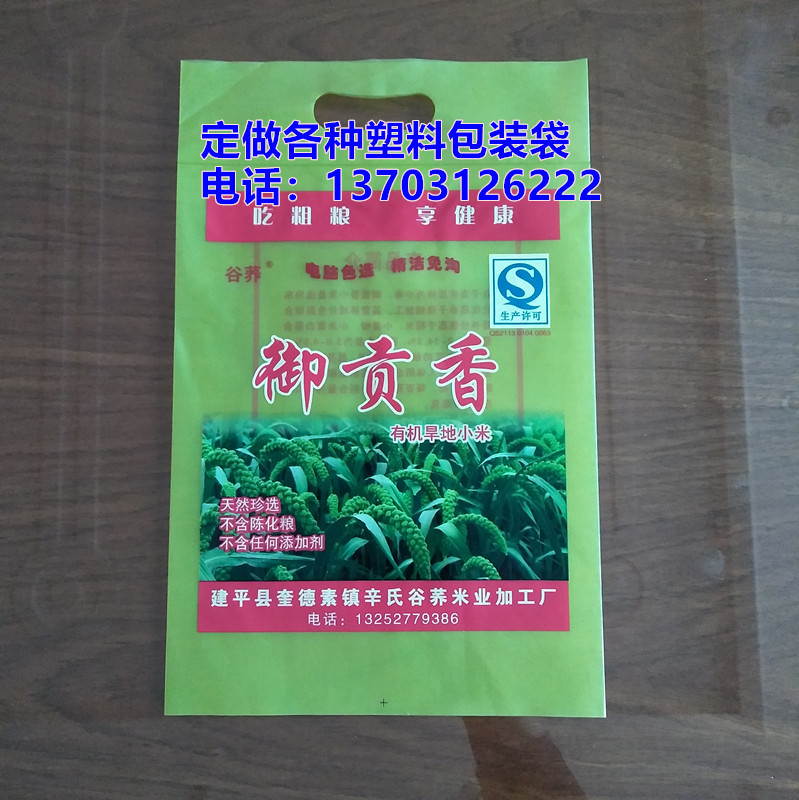 定做各种塑料包装袋
电话：13703126222
吃粗粮 享健康
谷荞®
电脑色选 精洁免淘
生产许可
QS2113 0104 0063
御贡香
有机旱地小米
天然珍选
不含陈化粮
不含任何添加剂
建平县奎德素镇辛氏谷荞米业加工厂
电话：13252779386